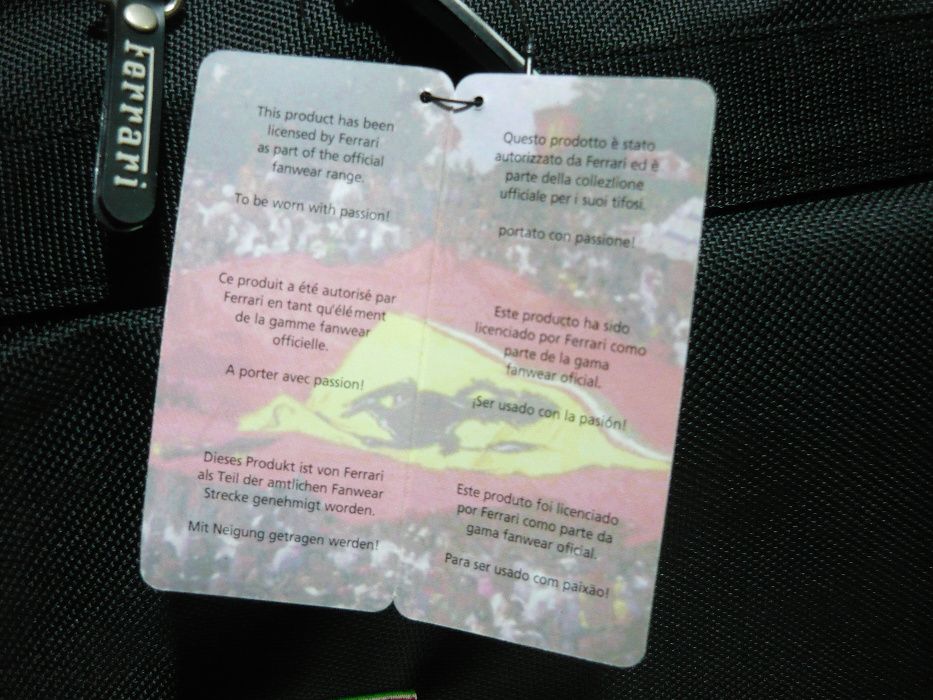 Ferrari
This product has been
licensed by Ferrari
as part of the official
fanwear range.
To be worn with passion!
Ce produit a été autorisé par
Ferrari en tant qu'élément
de la gamme fanwear
officielle.
A porter avec passion!
Dieses Produkt ist von Ferrari
als Teil der amtlichen Fanwear
Strecke genehmigt worden.
Mit Neigung getragen werden!
Questo prodotto è stato
autorizzato da Ferrari ed è
parte della collezlione
ufficiale per i suoi tifosi.
portato con passione!
Este producto ha sido
licenciado por Ferrari como
parte de la gama
fanwear oficial.
¡Ser usado con la pasión!
Este produto foi licenciado
por Ferrari como parte da
gama fanwear oficial.
Para ser usado com paixão!